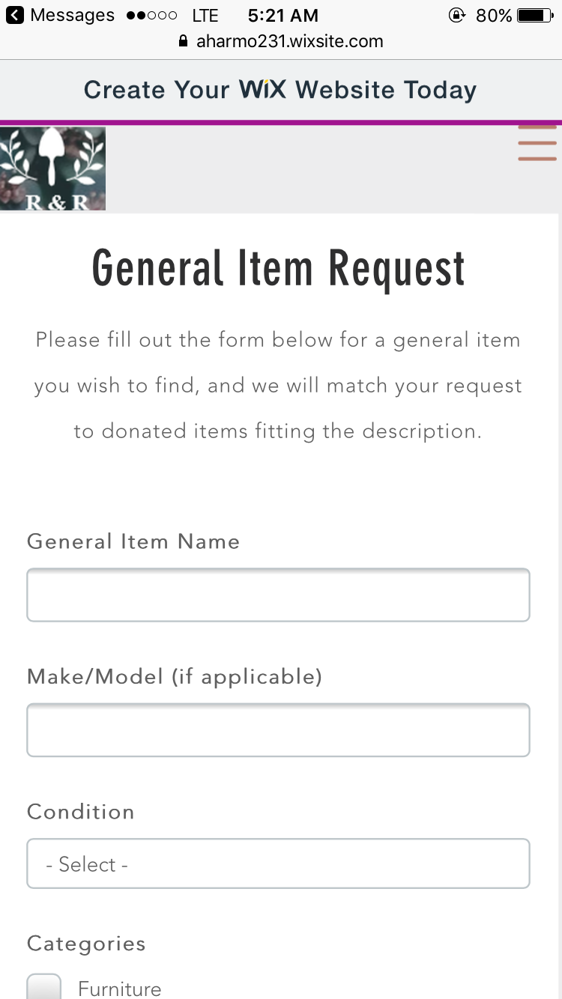 Messages LTE 5:21 AM 80%
aharmo231.wixsite.com
Create Your WiX Website Today
R & R
General Item Request
Please fill out the form below for a general item
you wish to find, and we will match your request
to donated items fitting the description.
General Item Name
Make/Model (if applicable)
Condition
- Select -
Categories
Furniture